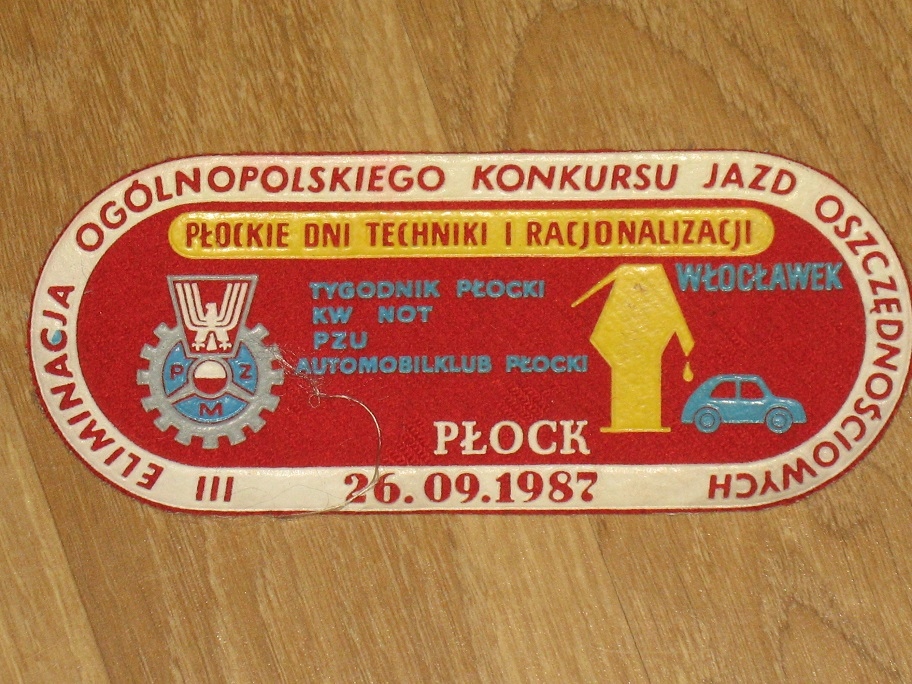 III ELIMINACJA OGÓLNOPOLSKIEGO KONKURSU JAZD OSZCZĘDNOŚCIOWYCH
PŁOCKIE DNI TECHNIKI I RACJONALIZACJI
WŁOCŁAWEK
TYGODNIK PŁOCKI
KW NOT
PZU
AUTOMOBILKLUB PŁOCKI
P Z
M
PŁOCK
26.09.1987